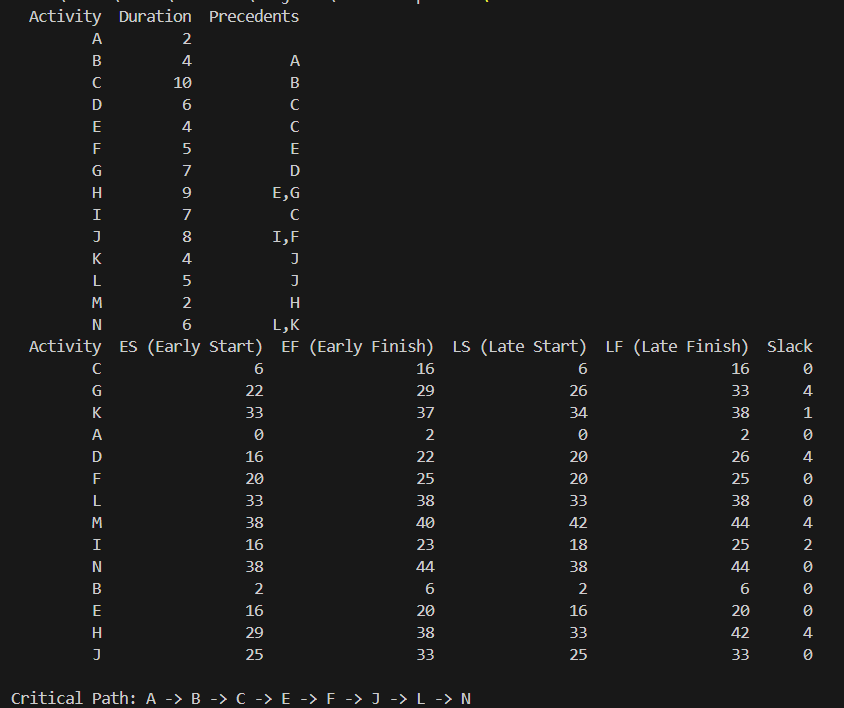 Activity Duration Precedents
A 2
B 4 A
C 10 B
D 6 C
E 4 C
F 5 E
G 7 D
H 9 E,G
I 7 C
J 8 I,F
K 4 J
L 5 J
M 2 H
N 6 L,K
Activity ES (Early Start) EF (Early Finish) LS (Late Start) LF (Late Finish) Slack
C 6 16 6 16 0
G 22 29 26 33 4
K 33 37 34 38 1
A 0 2 0 2 0
D 16 22 20 26 4
F 20 25 20 25 0
L 33 38 33 38 0
M 38 40 42 44 4
I 16 23 18 25 2
N 38 44 38 44 0
B 2 6 2 6 0
E 16 20 16 20 0
H 29 38 33 42 4
J 25 33 25 33 0
Critical Path: A -> B -> C -> E -> F -> J -> L -> N